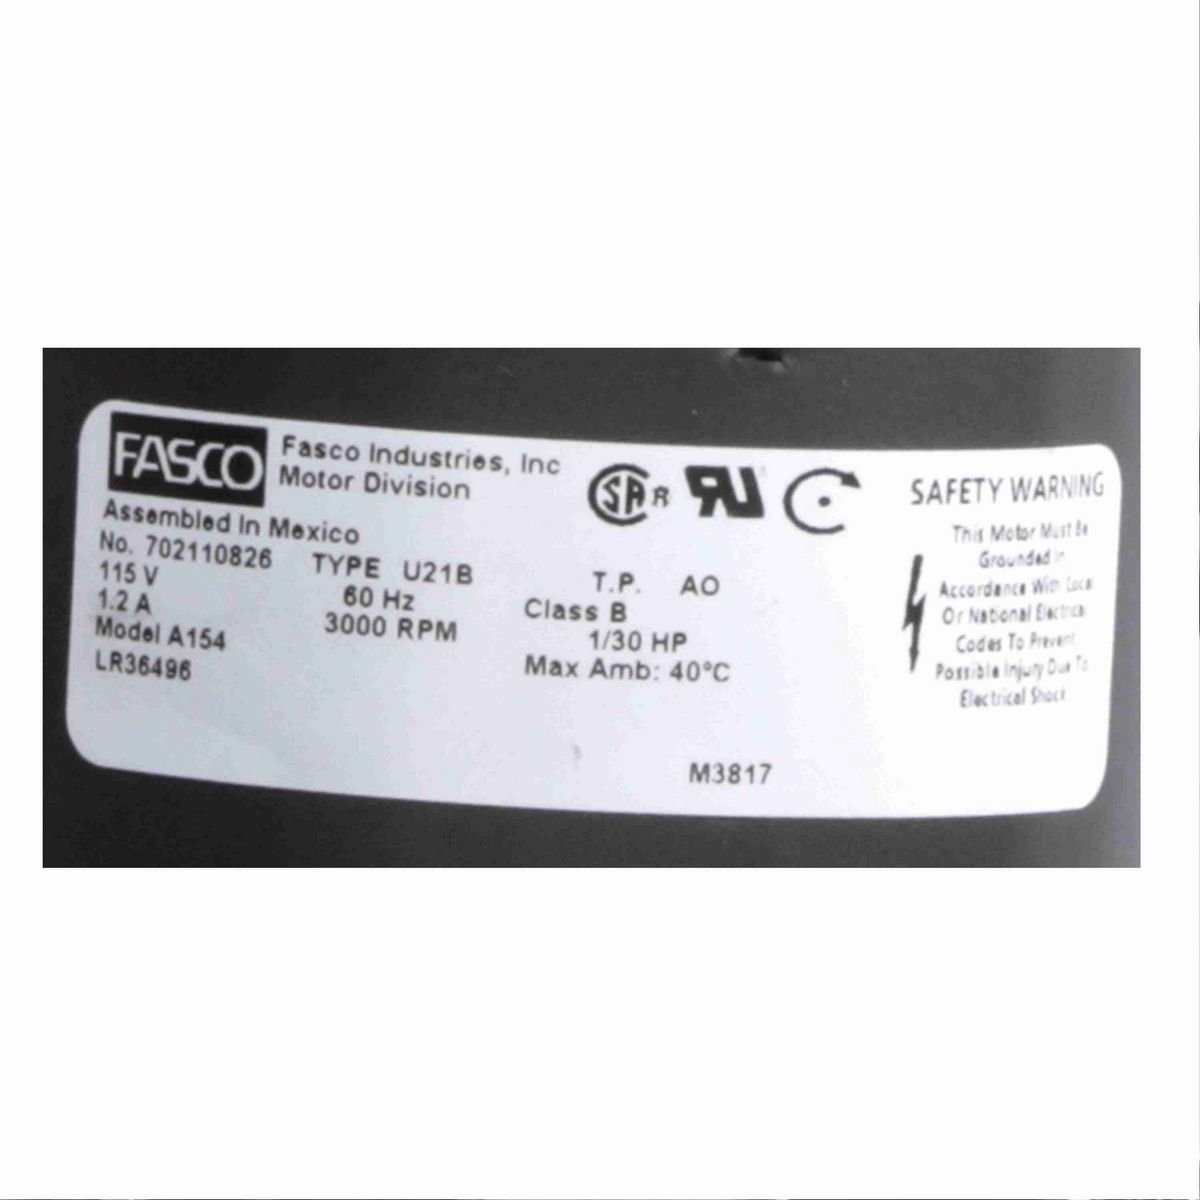 FASCO
Fasco Industries, Inc
Motor Division
Assembled In Mexico
No. 702110826 TYPE U21B
115 V 60 Hz
1.2 A 3000 RPM
Model A154
LR36496
SA R
T.P. AO
Class B
1/30 HP
Max Amb: 40°C
M3817
SAFETY WARNING
This Motor Must Be
Grounded In
Accordance With Local
Or National Electrical
Codes To Prevent
Possible Injury Due To
Electrical Shock